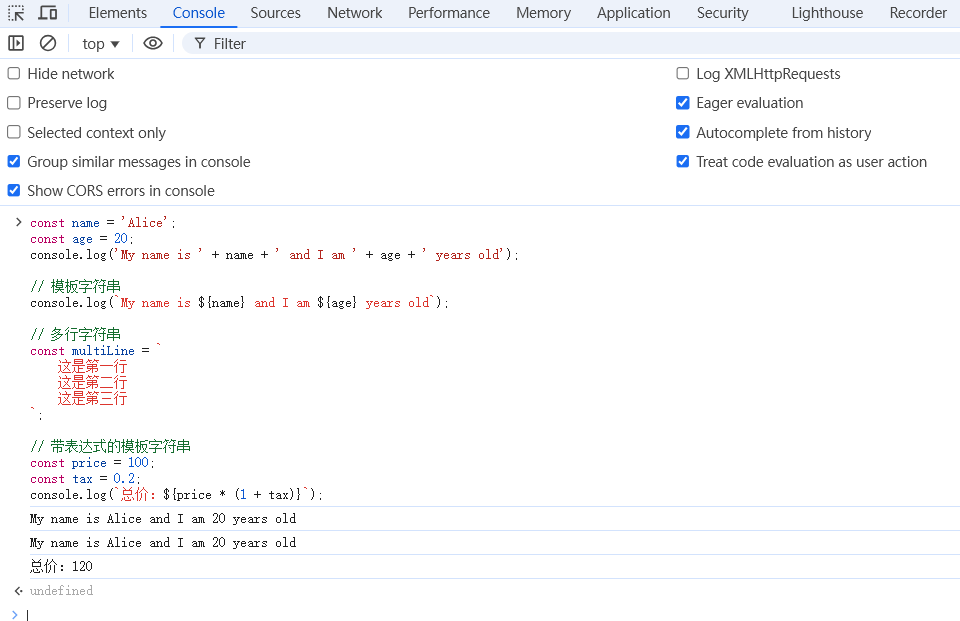 Elements Console Sources Network Performance Memory Application Security Lighthouse Recorder
top Filter
Hide network Log XMLHttpRequests
Preserve log Eager evaluation
Selected context only Autocomplete from history
Group similar messages in console Treat code evaluation as user action
Show CORS errors in console
const name = 'Alice';
const age = 20;
console.log('My name is ' + name + ' and I am ' + age + ' years old');
// 模板字符串
console.log(`My name is ${name} and I am ${age} years old`);
// 多行字符串
const multiLine = `
这是第一行
这是第二行
这是第三行
`;
// 带表达式的模板字符串
const price = 100;
const tax = 0.2;
console.log(`总价: ${price * (1 + tax)}`);
My name is Alice and I am 20 years old
My name is Alice and I am 20 years old
总价: 120
undefined